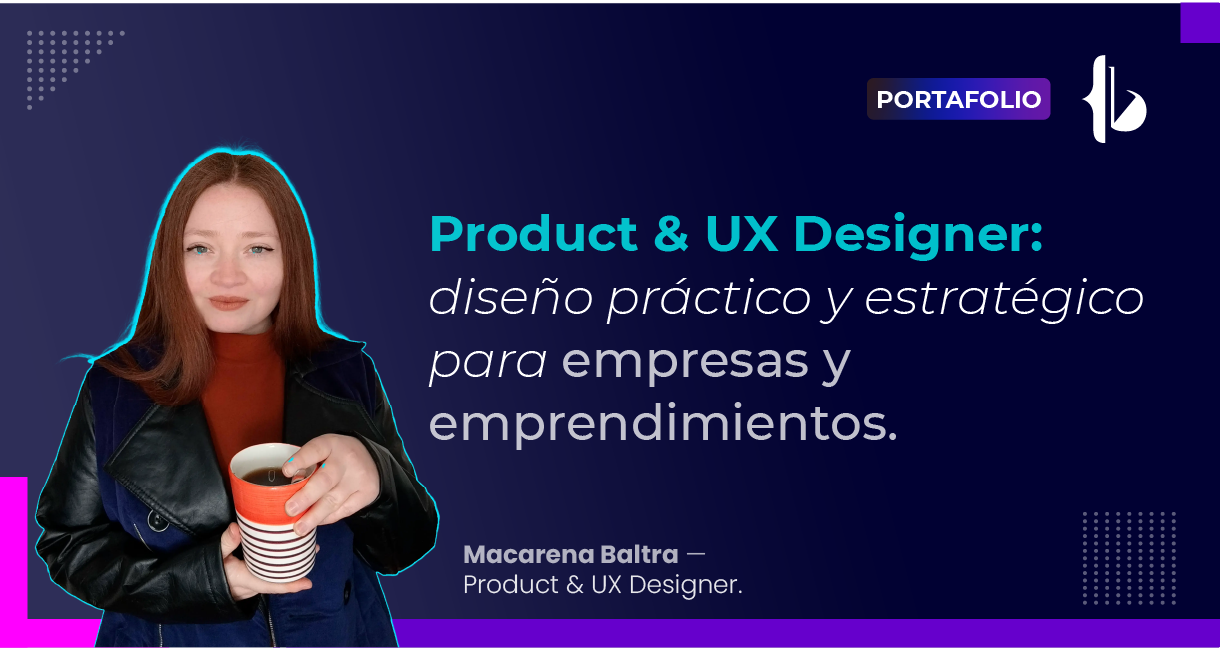 PORTAFOLIO
Product & UX Designer:
diseño práctico y estratégico
para empresas y
emprendimientos.
Macarena Baltra —
Product & UX Designer.